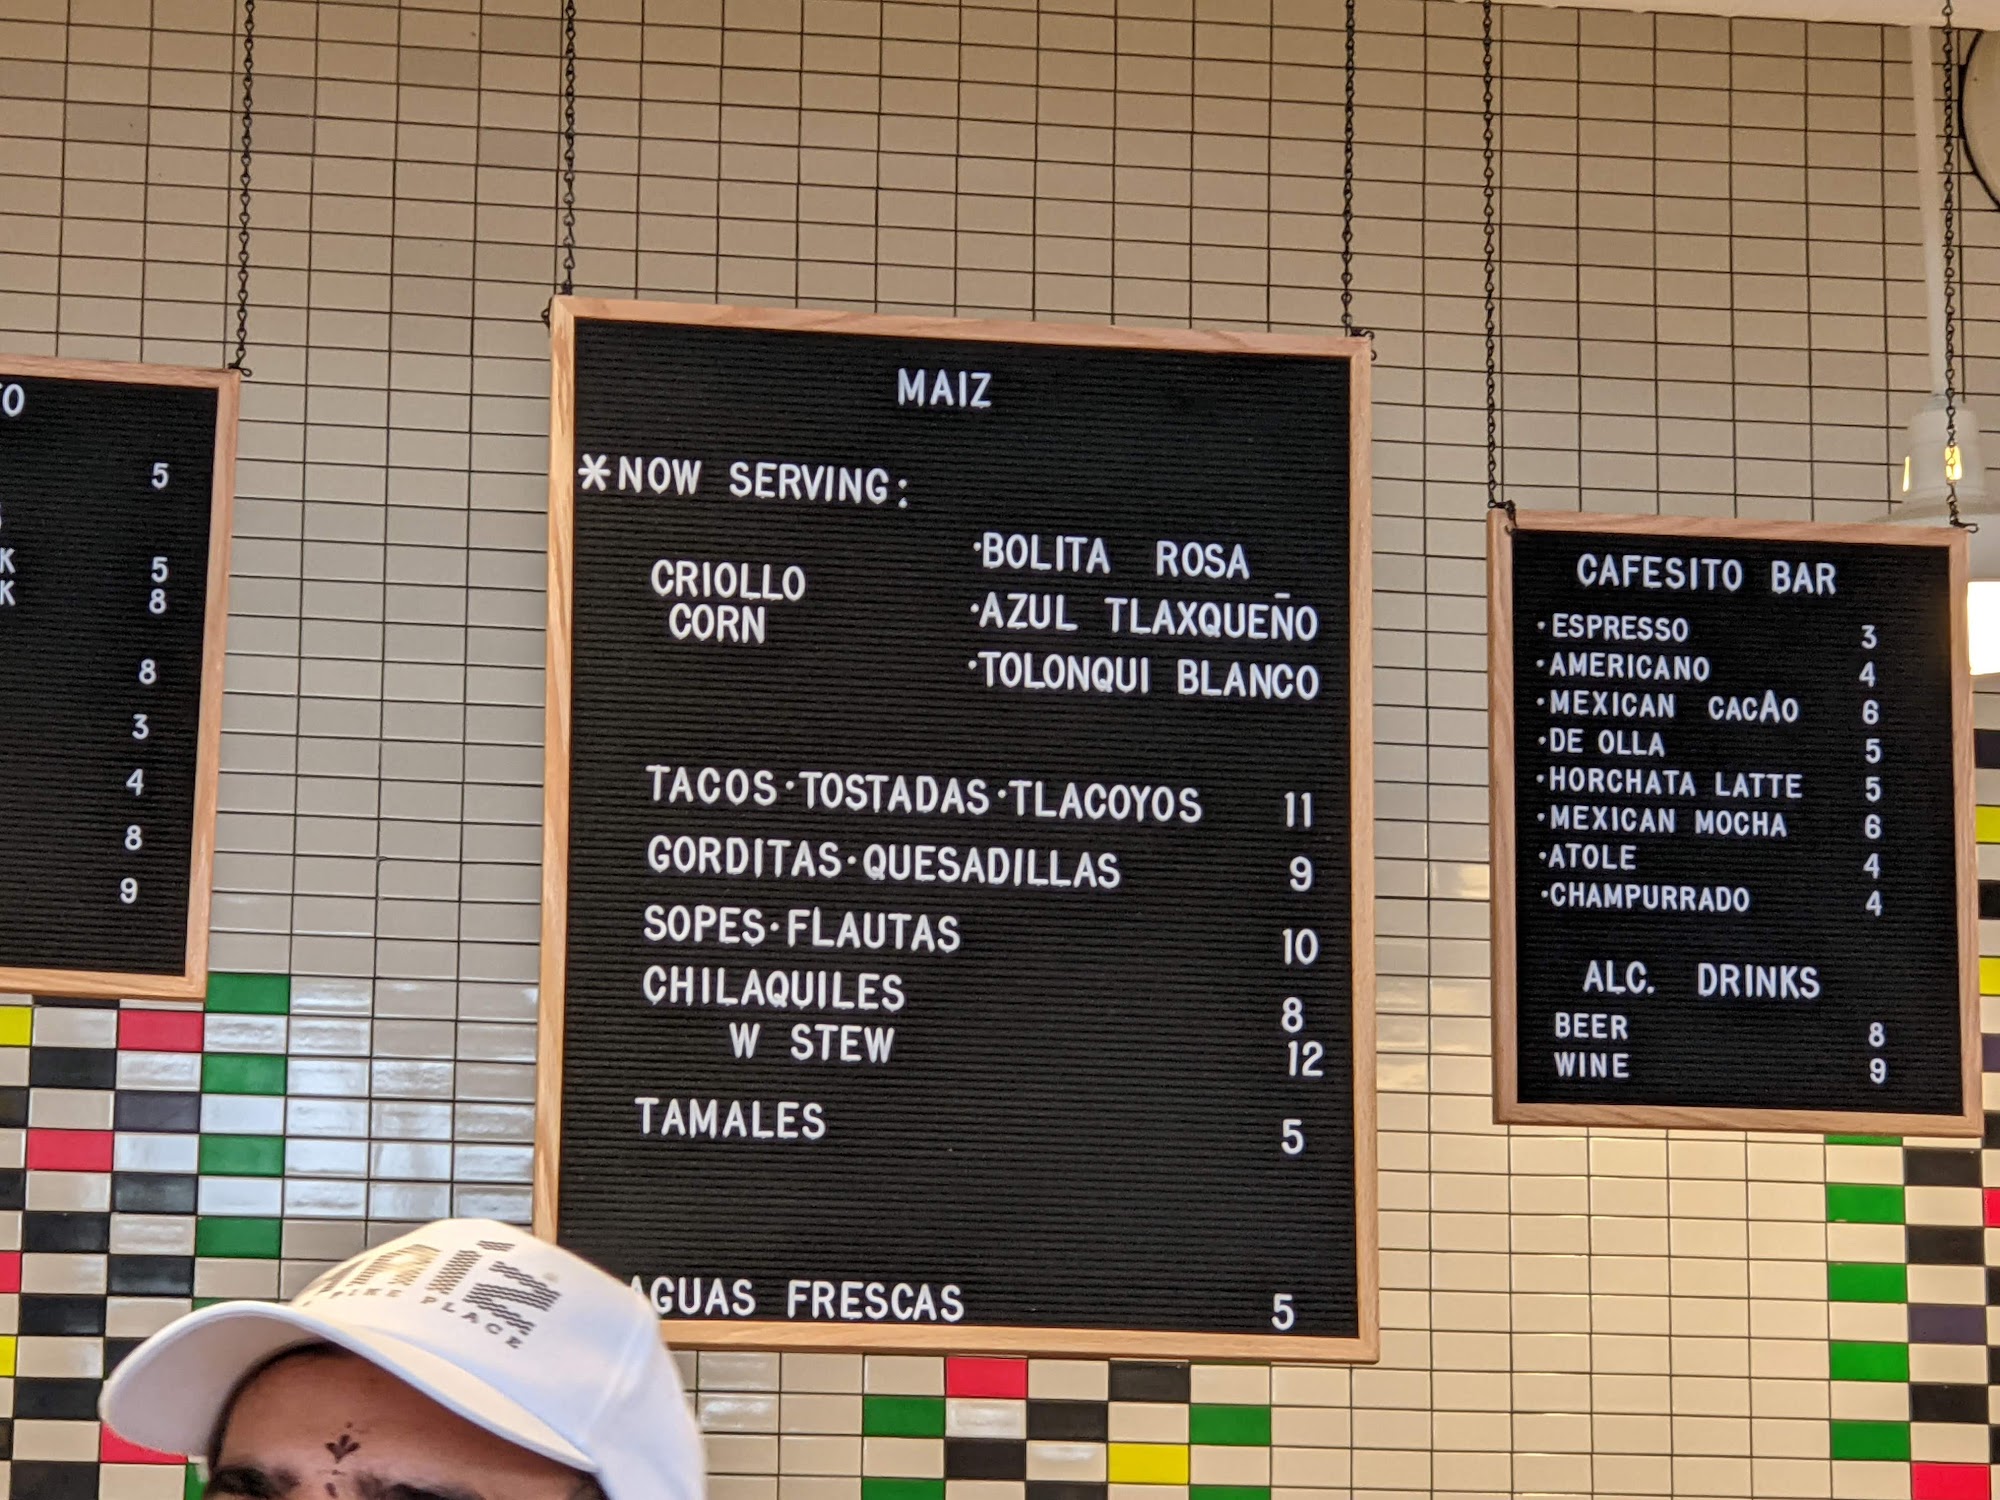 O
5
K 5
K 8
8
3
4
8
9
MAIZ
*NOW SERVING:
CRIOLLO
CORN
·BOLITA ROSA
·AZUL TLAXQUEÑO
·TOLONQUI BLANCO
TACOS·TOSTADAS·TLACOYOS 11
GORDITAS·QUESADILLAS 9
SOPES·FLAUTAS 10
CHILAQUILES 8
W STEW 12
TAMALES 5
AGUAS FRESCAS 5
CAFESITO BAR
·ESPRESSO 3
·AMERICANO 4
·MEXICAN CACAO 6
·DE OLLA 5
·HORCHATA LATTE 5
·MEXICAN MOCHA 6
·ATOLE 4
·CHAMPURRADO 4
ALC. DRINKS
BEER 8
WINE 9
PIKE PLACE